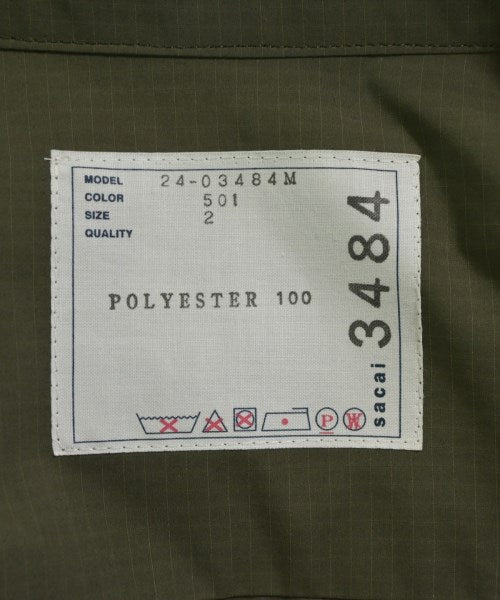 MODEL 24-03484M
COLOR 501
SIZE 2
QUALITY
POLYESTER 100
sacai 3484
P
W